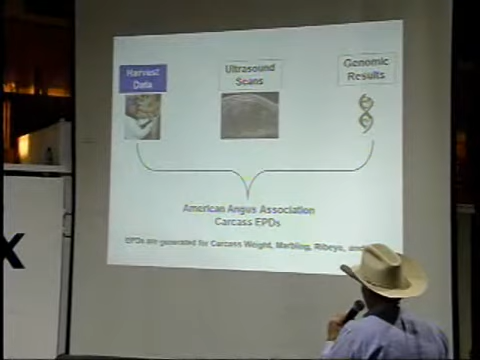 Harvest
Data
Ultrasound
Scans
Genomic
Results
American Angus Association
Carcass EPDs
EPDs are generated for Carcass Weight, Marbling, Ribeye, and
X